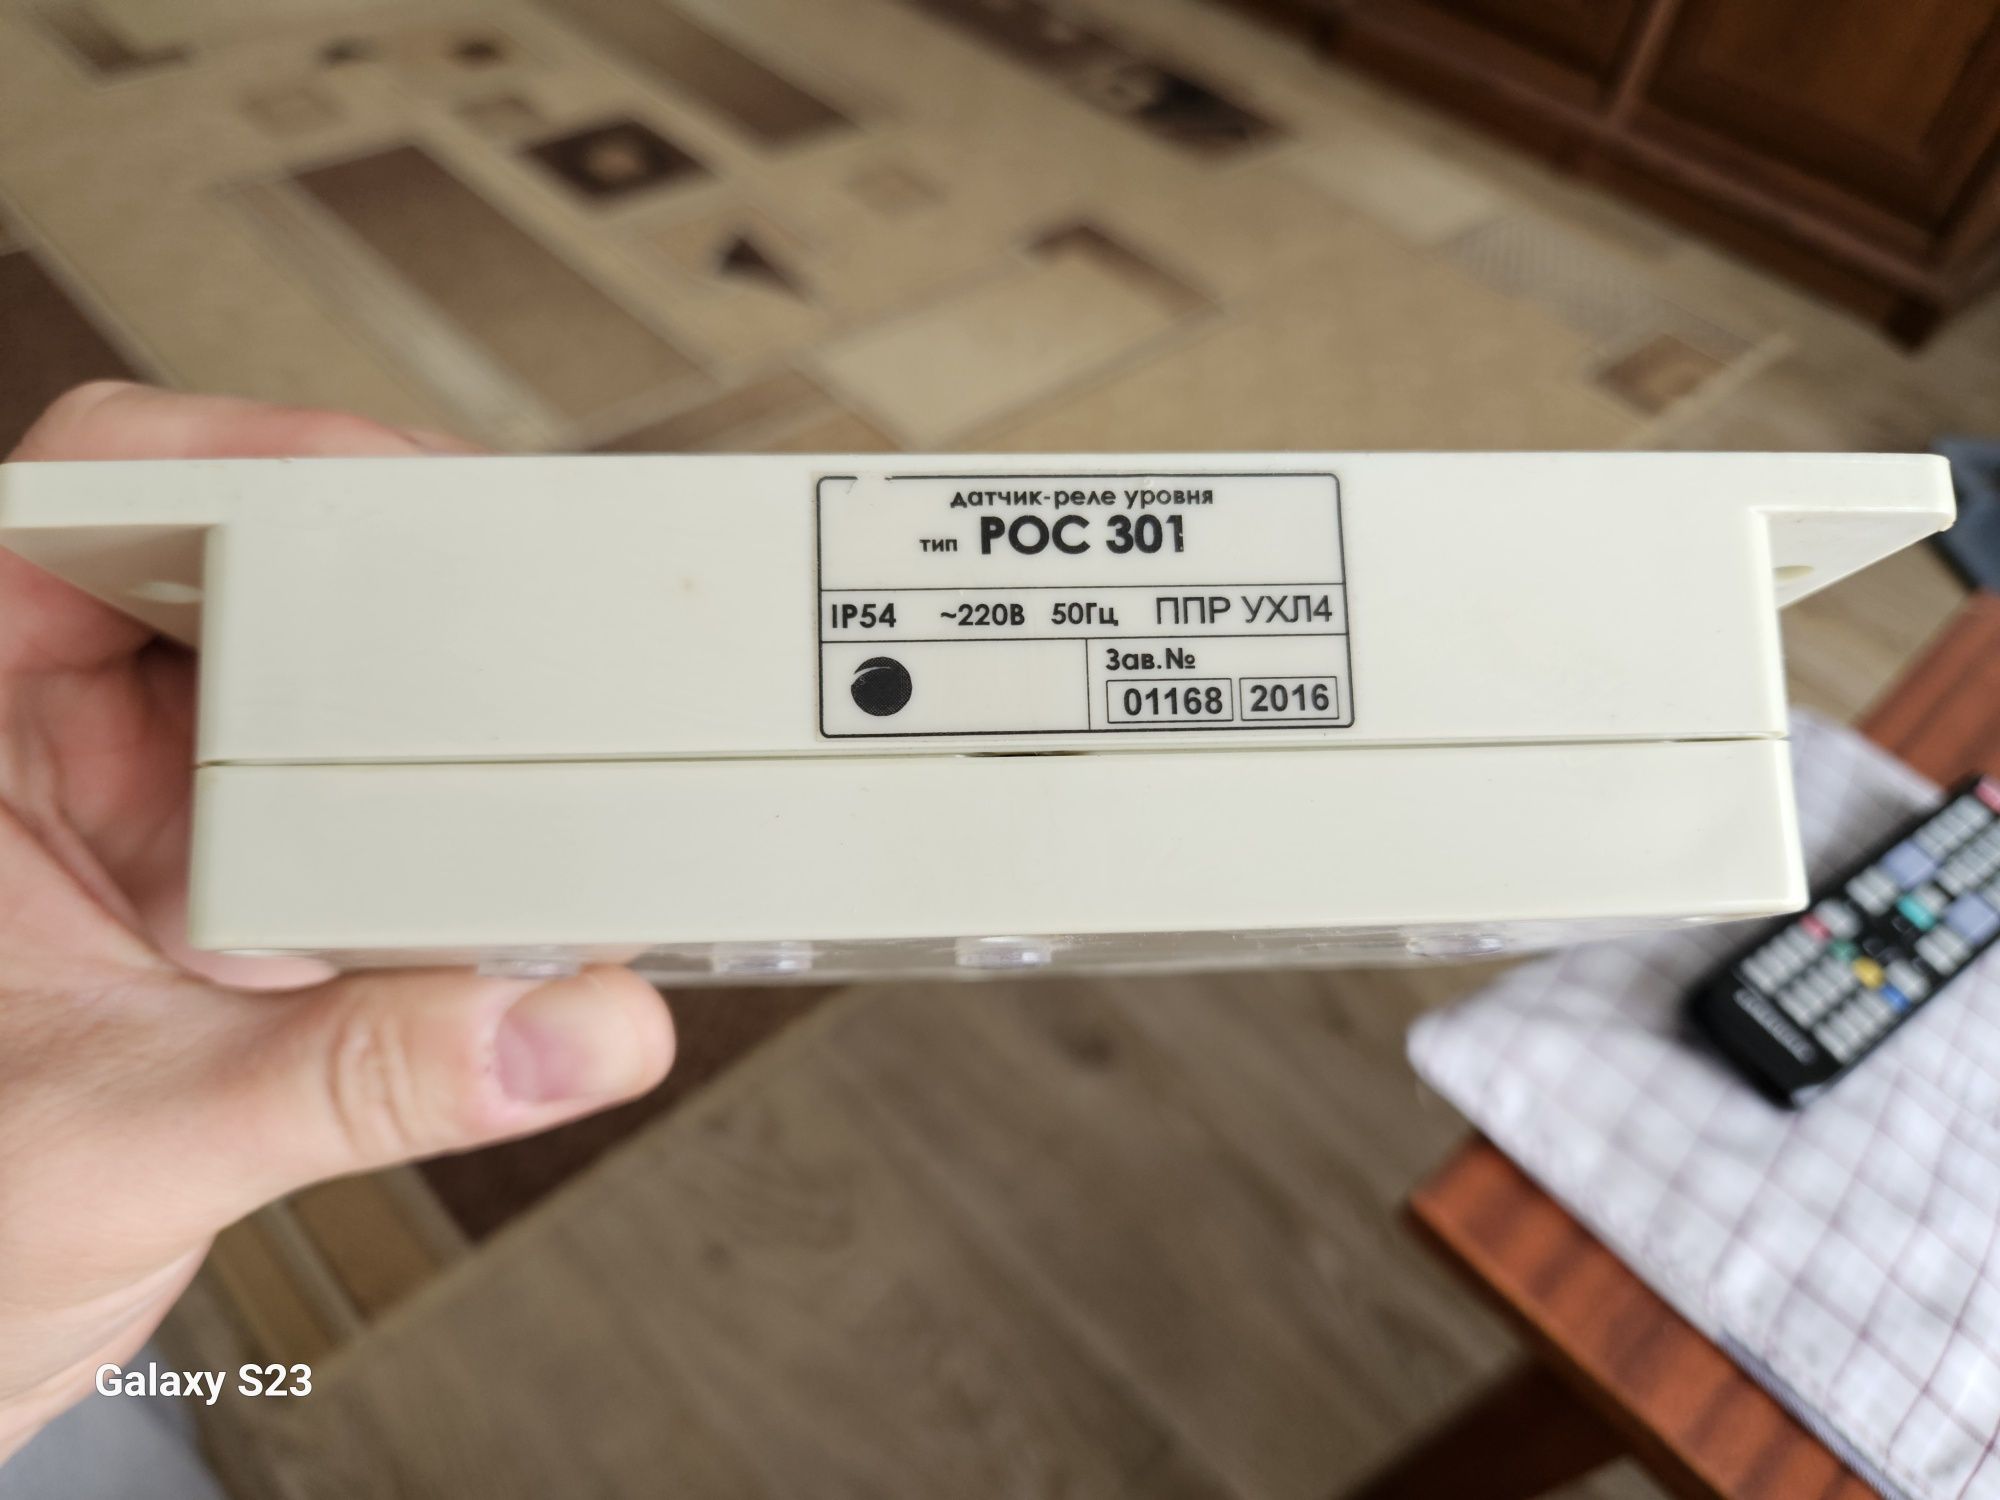 датчик-реле уровня
тип РОС 301
IP54 ~220В 50Гц ППР УХЛ4
Зав.№
01168 2016
Galaxy S23